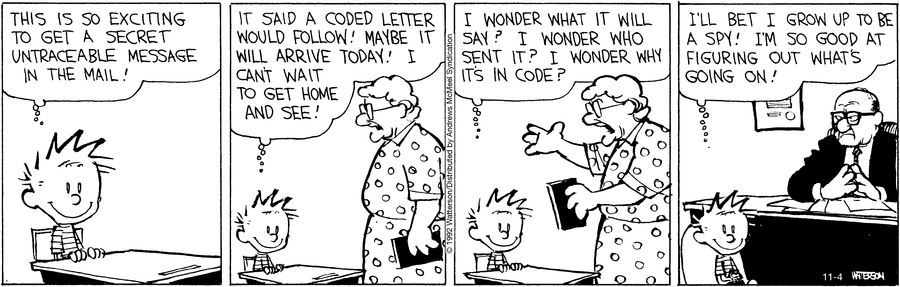 THIS IS SO EXCITING
TO GET A SECRET
UNTRACEABLE MESSAGE
IN THE MAIL!
IT SAID A CODED LETTER
WOULD FOLLOW! MAYBE IT
WILL ARRIVE TODAY! I
CAN'T WAIT
TO GET HOME
AND SEE!
© 1992 Watterson/Distributed by Andrews McMeel Syndication
I WONDER WHAT IT WILL
SAY? I WONDER WHO
SENT IT? I WONDER WHY
IT'S IN CODE?
I'LL BET I GROW UP TO BE
A SPY! I'M SO GOOD AT
FIGURING OUT WHAT'S
GOING ON!
11-4 WATTERSON